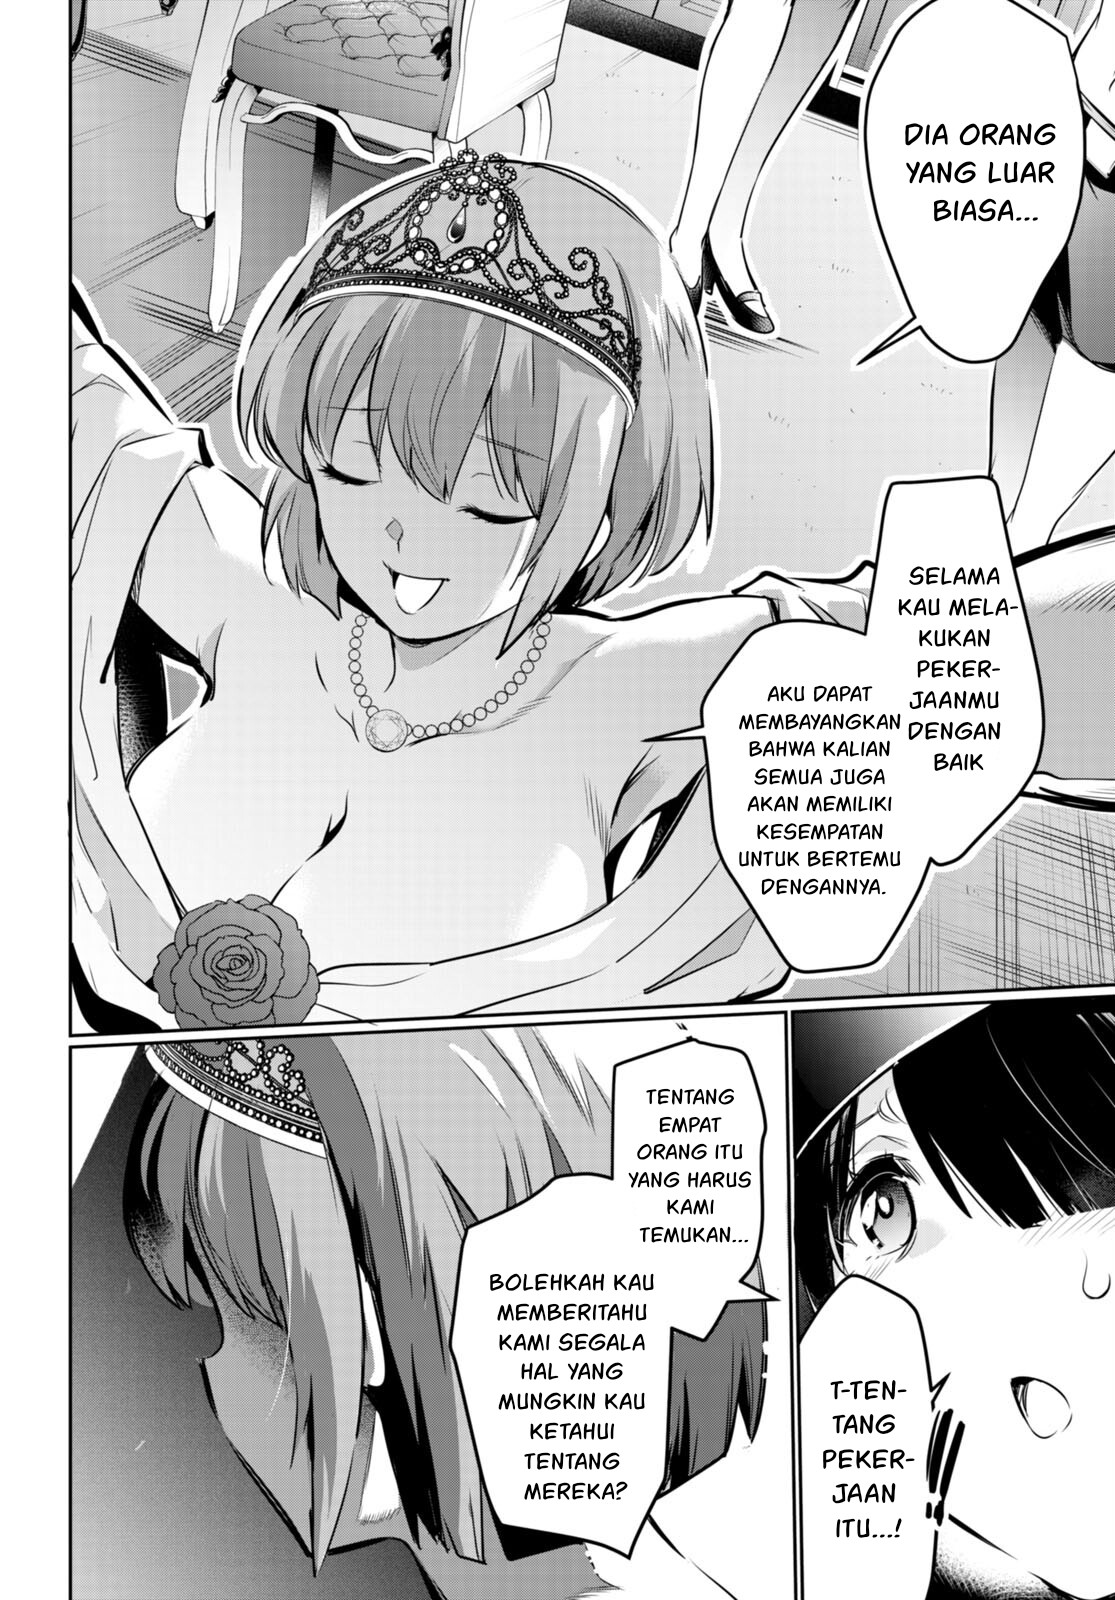 DIA ORANG
YANG LUAR
BIASA...
SELAMA
KAU MELA-
KUKAN
PEKER-
JAANMU
DENGAN
BAIK
AKU DAPAT
MEMBAYANGKAN
BAHWA KALIAN
SEMUA JUGA
AKAN MEMILIKI
KESEMPATAN
UNTUK BERTEMU
DENGANNYA.
T-TEN-
TANG
PEKER-
JAAN
ITU...!
!!
TENTANG
EMPAT
ORANG ITU
YANG HARUS
KAMI
TEMUKAN...
BOLEHKAH KAU
MEMBERITAHU
KAMI SEGALA
HAL YANG
MUNGKIN KAU
KETAHUI
TENTANG
MEREKA?